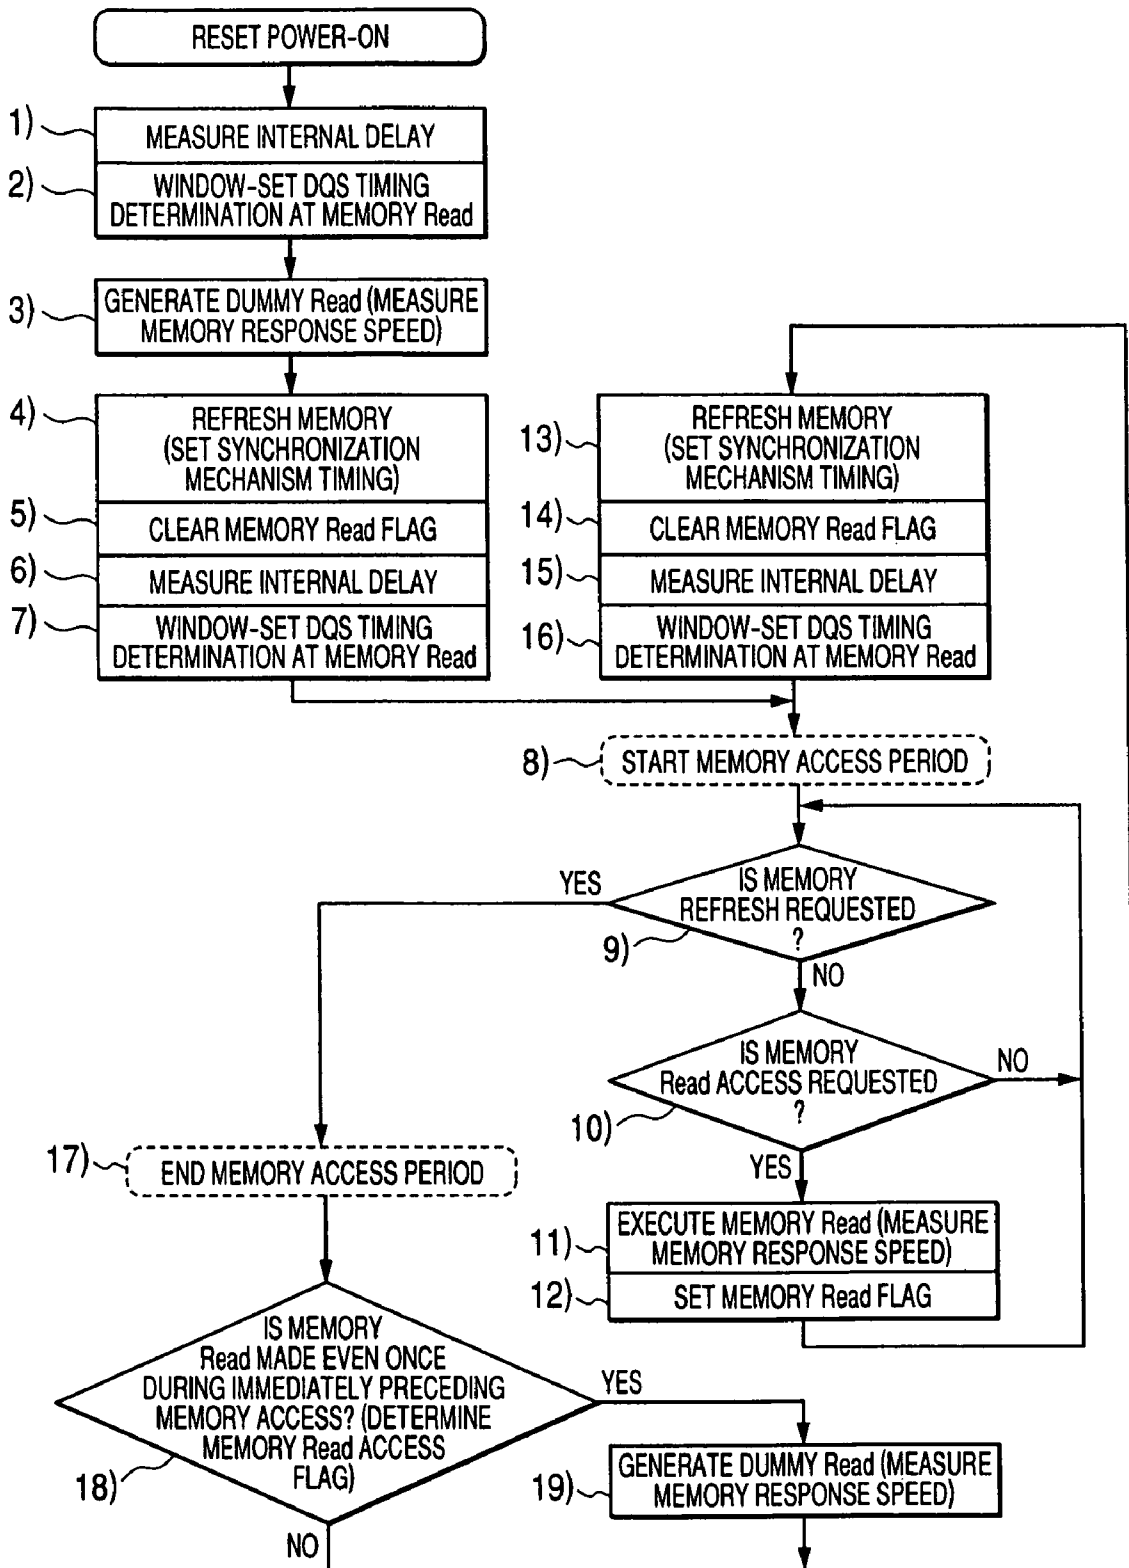 RESET POWER-ON
1)
MEASURE INTERNAL DELAY
2)
WINDOW-SET DQS TIMING
DETERMINATION AT MEMORY Read
3)
GENERATE DUMMY Read (MEASURE
MEMORY RESPONSE SPEED)
4)
REFRESH MEMORY
(SET SYNCHRONIZATION
MECHANISM TIMING)
5)
CLEAR MEMORY Read FLAG
6)
MEASURE INTERNAL DELAY
7)
WINDOW-SET DQS TIMING
DETERMINATION AT MEMORY Read
13)
REFRESH MEMORY
(SET SYNCHRONIZATION
MECHANISM TIMING)
14)
CLEAR MEMORY Read FLAG
15)
MEASURE INTERNAL DELAY
16)
WINDOW-SET DQS TIMING
DETERMINATION AT MEMORY Read
8)
START MEMORY ACCESS PERIOD
YES
IS MEMORY
REFRESH REQUESTED
?
9)
NO
IS MEMORY
Read ACCESS REQUESTED
?
NO
10)
YES
17)
END MEMORY ACCESS PERIOD
11)
EXECUTE MEMORY Read (MEASURE
MEMORY RESPONSE SPEED)
12)
SET MEMORY Read FLAG
IS MEMORY
Read MADE EVEN ONCE
DURING IMMEDIATELY PRECEDING
MEMORY ACCESS? (DETERMINE
MEMORY Read ACCESS
FLAG)
YES
18)
NO
19)
GENERATE DUMMY Read (MEASURE
MEMORY RESPONSE SPEED)